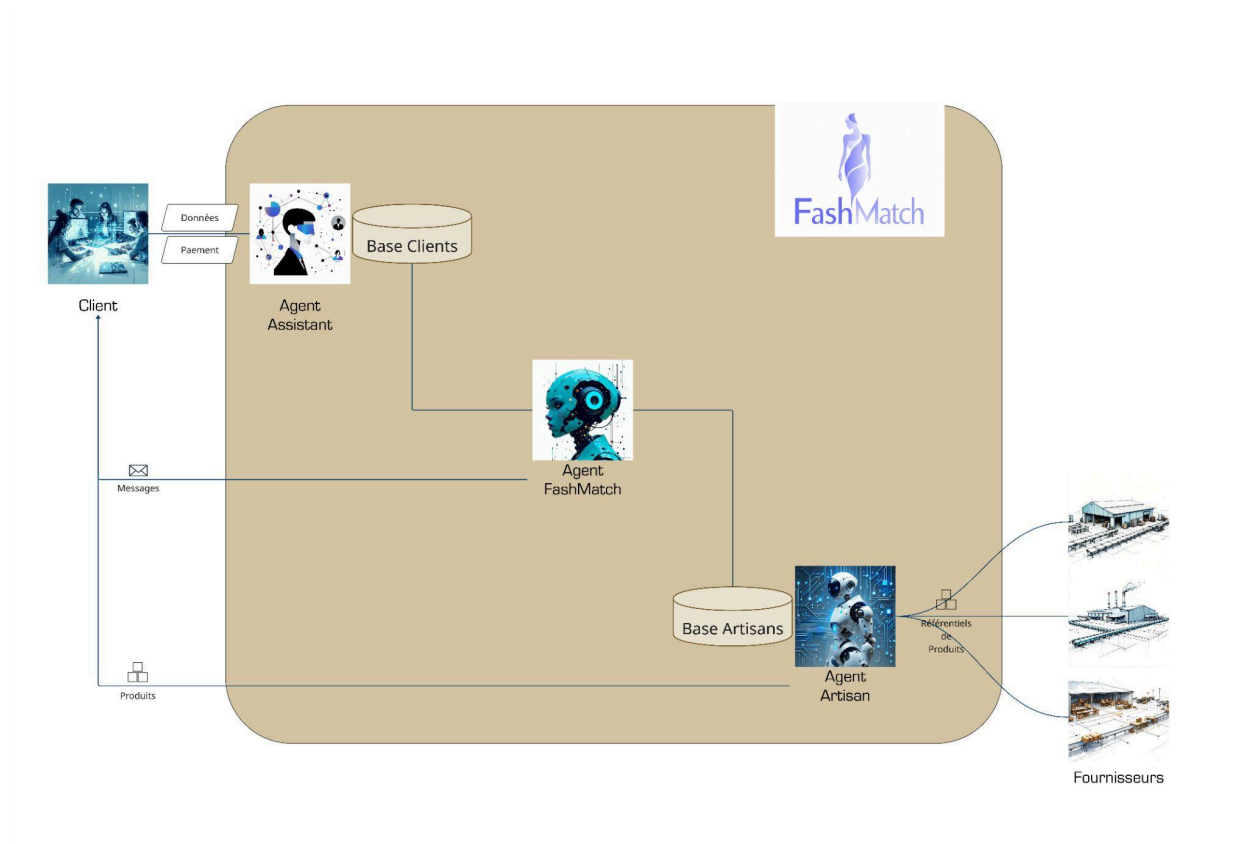 FashMatch
Données
Paement
Base Clients
Client
Agent
Assistant
Agent
FashMatch
Messages
Base Artisans
Référentiels
de
Produits
Agent
Artisan
Produits
Fournisseurs